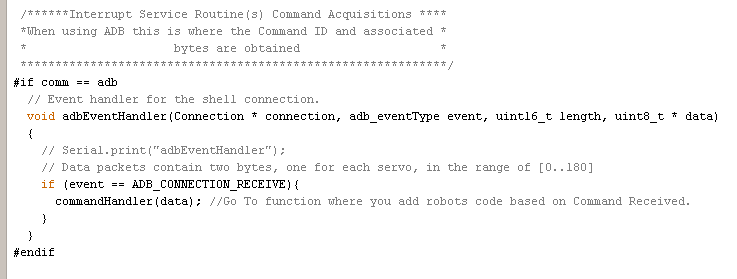 /******Interrupt Service Routine(s) Command Acquisitions ****
*When using ADB this is where the Command ID and associated *
* bytes are obtained *
*************************************************************/
#if comm == adb
// Event handler for the shell connection.
void adbEventHandler(Connection * connection, adb_eventType event, uint16_t length, uint8_t * data)
{
// Serial.print("adbEventHandler");
// Data packets contain two bytes, one for each servo, in the range of [0..180]
if (event == ADB_CONNECTION_RECEIVE){
commandHandler(data); //Go To function where you add robots code based on Command Received.
}
}
#endif